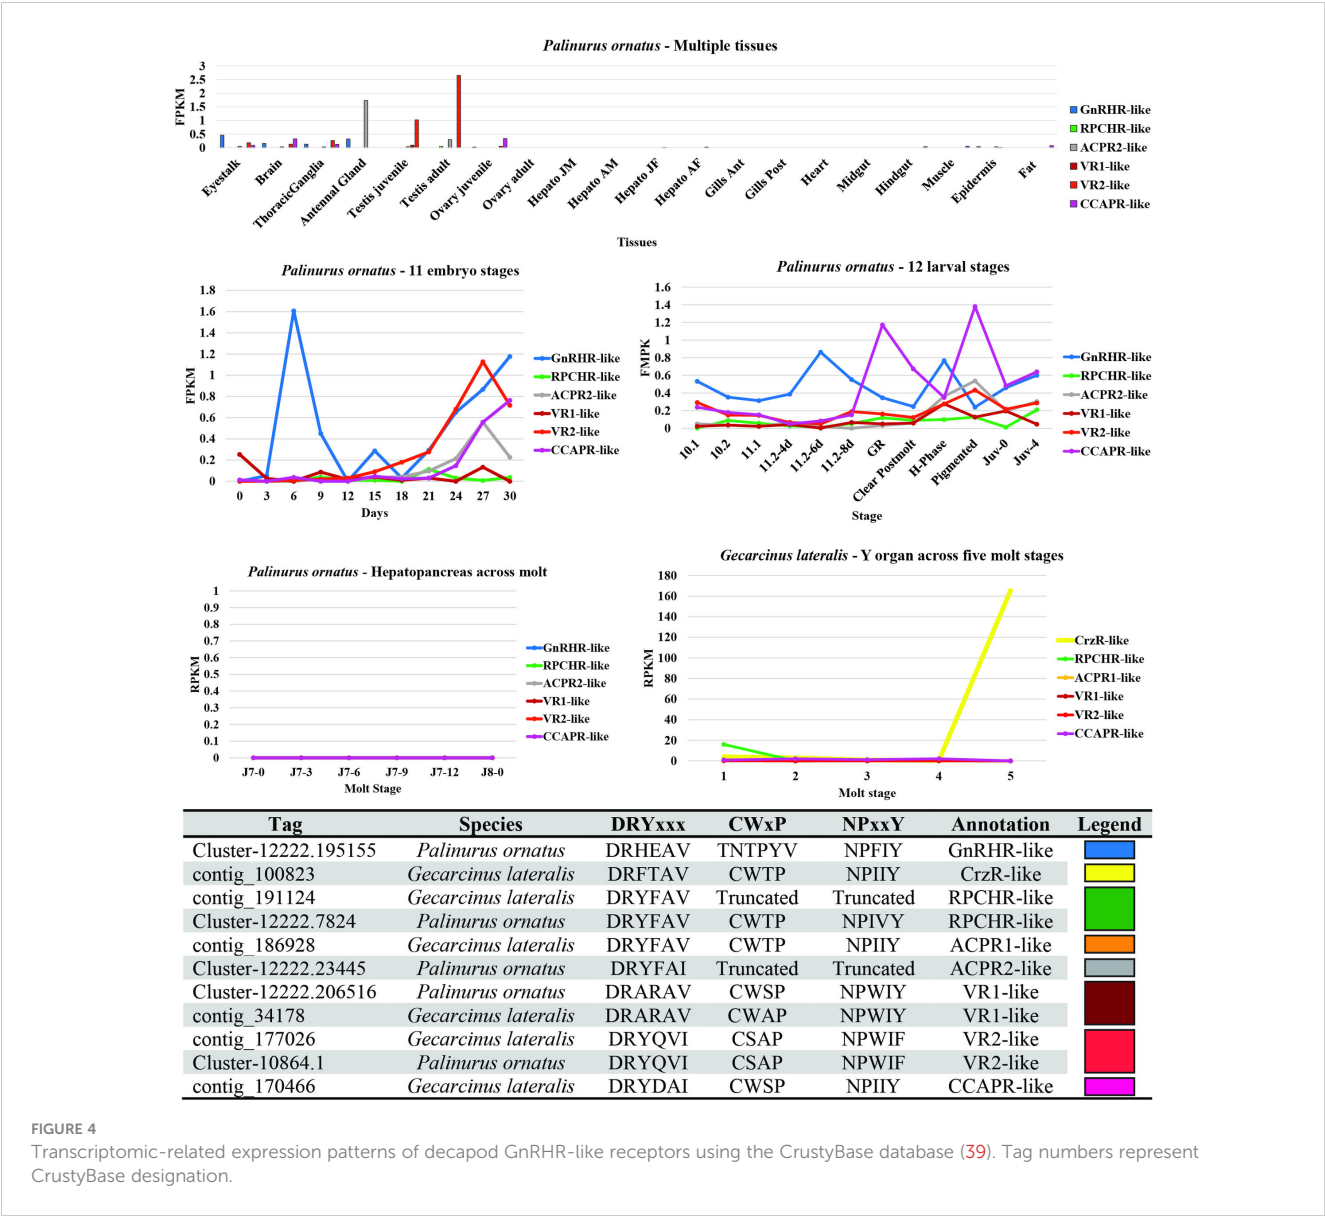 Palinurus ornatus - Multiple tissues
3
2.5
2
1.5
1
0.5
0
FPKM
Eyestalk
Brain
ThoracicGanglia
Antennal Gland
Testis juvenile
Testis adult
Ovary juvenile
Ovary adult
Hepato JM
Hepato AM
Hepato JF
Hepato AF
Gills Ant
Gills Post
Heart
Midgut
Hindgut
Muscle
Epidermis
Fat
Tissues
GnRHR-like
RPCHR-like
ACPR2-like
VR1-like
VR2-like
CCAPR-like
Palinurus ornatus - 11 embryo stages
1.8
1.6
1.4
1.2
1
0.8
0.6
0.4
0.2
0
FPKM
0 3 6 9 12 15 18 21 24 27 30
Days
GnRHR-like
RPCHR-like
ACPR2-like
VR1-like
VR2-like
CCAPR-like
Palinurus ornatus - 12 larval stages
1.6
1.4
1.2
1
0.8
0.6
0.4
0.2
0
FMPK
10.1
10.2
11.1
11.2-4d
11.2-6d
11.2-8d
GR
Clear Postmolt
H-Phase
Pigmented
Juv-0
Juv-4
Stage
GnRHR-like
RPCHR-like
ACPR2-like
VR1-like
VR2-like
CCAPR-like
Palinurus ornatus - Hepatopancreas across molt
1
0.9
0.8
0.7
0.6
0.5
0.4
0.3
0.2
0.1
0
RPKM
J7-0 J7-3 J7-6 J7-9 J7-12 J8-0
Molt Stage
GnRHR-like
RPCHR-like
ACPR2-like
VR1-like
VR2-like
CCAPR-like
Gecarcinus lateralis - Y organ across five molt stages
180
160
140
120
100
80
60
40
20
0
RPKM
1 2 3 4 5
Molt stage
CrzR-like
RPCHR-like
ACPR1-like
VR1-like
VR2-like
CCAPR-like
Tag Species DRYxxx CWxP NPxxY Annotation Legend
Cluster-12222.195155 Palinurus ornatus DRHEAV TNTPYV NPFIY GnRHR-like
contig_100823 Gecarcinus lateralis DRFTAV CWTP NPIIY CrzR-like
contig_191124 Gecarcinus lateralis DRYFAV Truncated Truncated RPCHR-like
Cluster-12222.7824 Palinurus ornatus DRYFAV CWTP NPIVY RPCHR-like
contig_186928 Gecarcinus lateralis DRYFAV CWTP NPIIY ACPR1-like
Cluster-12222.23445 Palinurus ornatus DRYFAI Truncated Truncated ACPR2-like
Cluster-12222.206516 Palinurus ornatus DRARAV CWSP NPWIY VR1-like
contig_34178 Gecarcinus lateralis DRARAV CWAP NPWIY VR1-like
contig_177026 Gecarcinus lateralis DRYQVI CSAP NPWIF VR2-like
Cluster-10864.1 Palinurus ornatus DRYQVI CSAP NPWIF VR2-like
contig_170466 Gecarcinus lateralis DRYDAI CWSP NPIIY CCAPR-like
FIGURE 4
Transcriptomic-related expression patterns of decapod GnRHR-like receptors using the CrustyBase database (39). Tag numbers represent
CrustyBase designation.